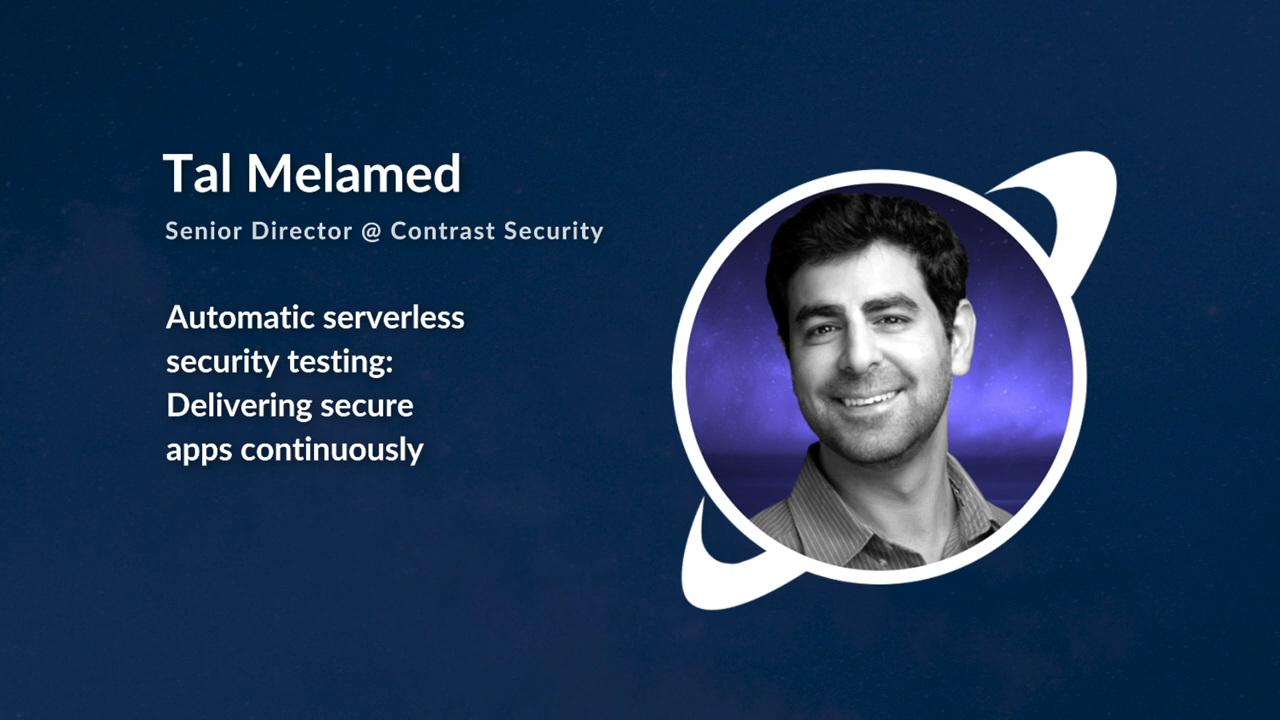 Tal Melamed
Senior Director @ Contrast Security
Automatic serverless
security testing:
Delivering secure
apps continuously